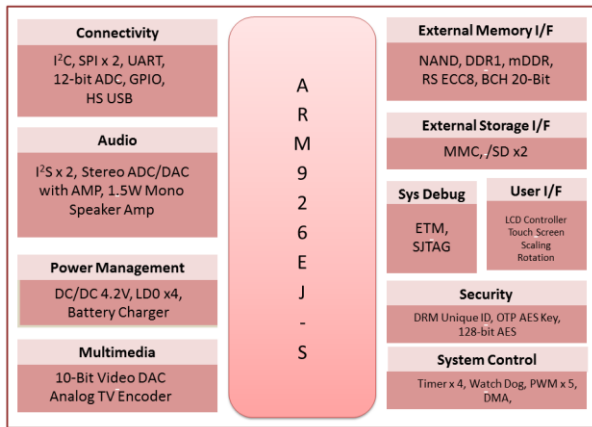 Connectivity
I²C, SPI x 2, UART,
12-bit ADC, GPIO,
HS USB
Audio
I²S x 2, Stereo ADC/DAC
with AMP, 1.5W Mono
Speaker Amp
Power Management
DC/DC 4.2V, LD0 x4,
Battery Charger
Multimedia
10-Bit Video DAC
Analog TV Encoder
A
R
M
9
2
6
E
J
-
S
External Memory I/F
NAND, DDR1, mDDR,
RS ECC8, BCH 20-Bit
External Storage I/F
MMC, /SD x2
Sys Debug
ETM,
SJTAG
User I/F
LCD Controller
Touch Screen
Scaling
Rotation
Security
DRM Unique ID, OTP AES Key,
128-bit AES
System Control
Timer x 4, Watch Dog, PWM x 5,
DMA,